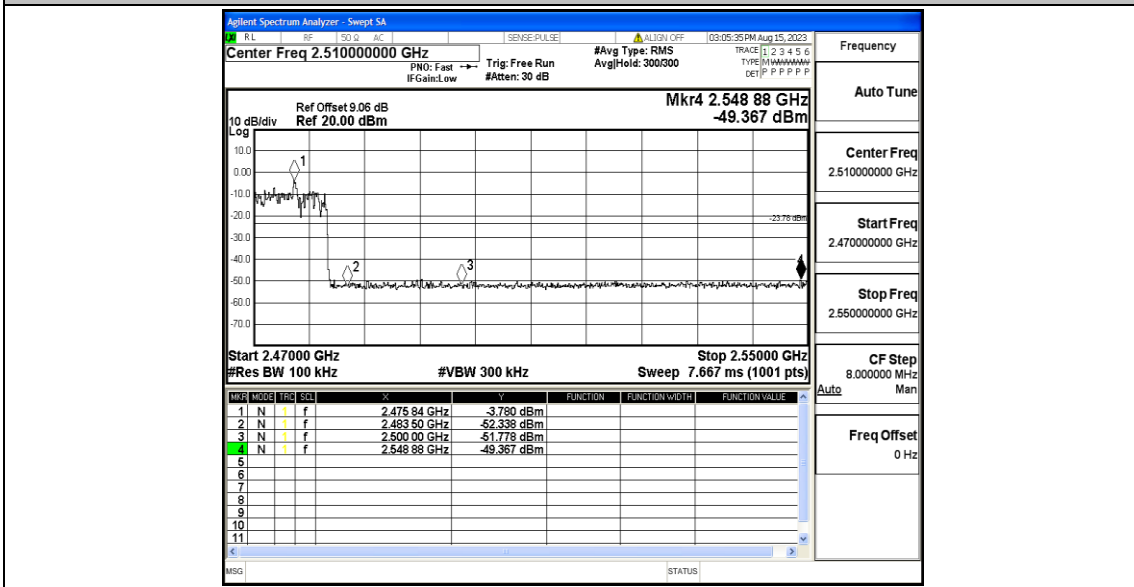 Agilent Spectrum Analyzer - Swept SA
LXI RL RF 50 Ω AC SENSE:PULSE ALIGN OFF 03:05:35 PM Aug 15, 2023
Center Freq 2.510000000 GHz
PNO: Fast
IFGain:Low
Trig: Free Run
#Atten: 30 dB
#Avg Type: RMS
Avg|Hold: 300/300
TRACE 1 2 3 4 5 6
TYPE M WWWWW
DET P P P P P P
Ref Offset 9.06 dB
10 dB/div Ref 20.00 dBm
Log
Mkr4 2.548 88 GHz
-49.367 dBm
10.0
0.00
-10.0
-20.0
-30.0
-40.0
-50.0
-60.0
-70.0
1
2
3
4
-23.78 dBm
Start 2.47000 GHz Stop 2.55000 GHz
#Res BW 100 kHz #VBW 300 kHz Sweep 7.667 ms (1001 pts)
MKR MODE TRC SCL X Y FUNCTION FUNCTION WIDTH FUNCTION VALUE
1 N 1 f 2.475 84 GHz -3.780 dBm
2 N 1 f 2.483 50 GHz -52.338 dBm
3 N 1 f 2.500 00 GHz -51.778 dBm
4 N 1 f 2.548 88 GHz -49.367 dBm
5
6
7
8
9
10
11
MSG STATUS
Frequency
Auto Tune
Center Freq
2.510000000 GHz
Start Freq
2.470000000 GHz
Stop Freq
2.550000000 GHz
CF Step
8.000000 MHz
Auto Man
Freq Offset
0 Hz